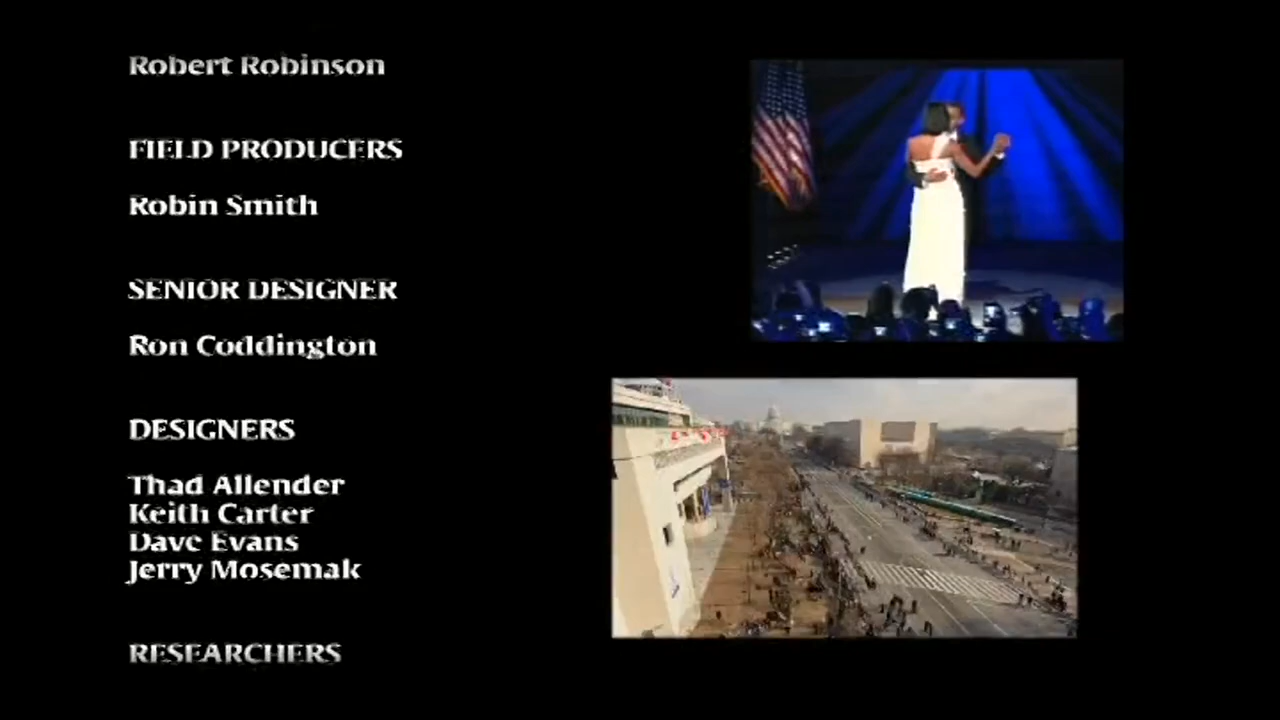 Robert Robinson
FIELD PRODUCERS
Robin Smith
SENIOR DESIGNER
Ron Coddington
DESIGNERS
Thad Allender
Keith Carter
Dave Evans
Jerry Mosemak
RESEARCHERS